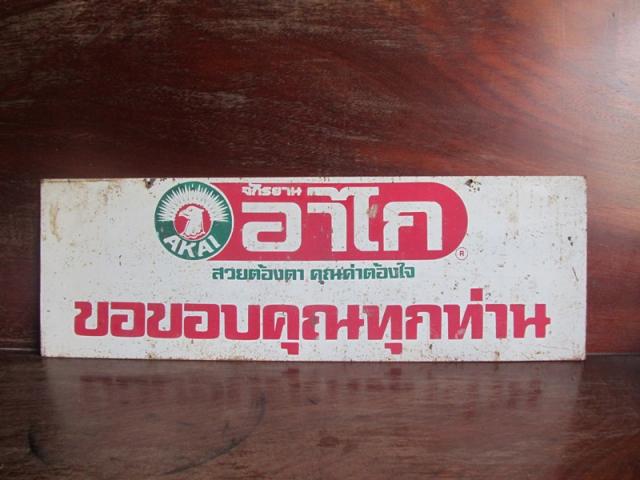 จักรยาน
AKAI อาไก ®
สวยต้องตา คุณค่าต้องใจ
ขอขอบคุณทุกท่าน